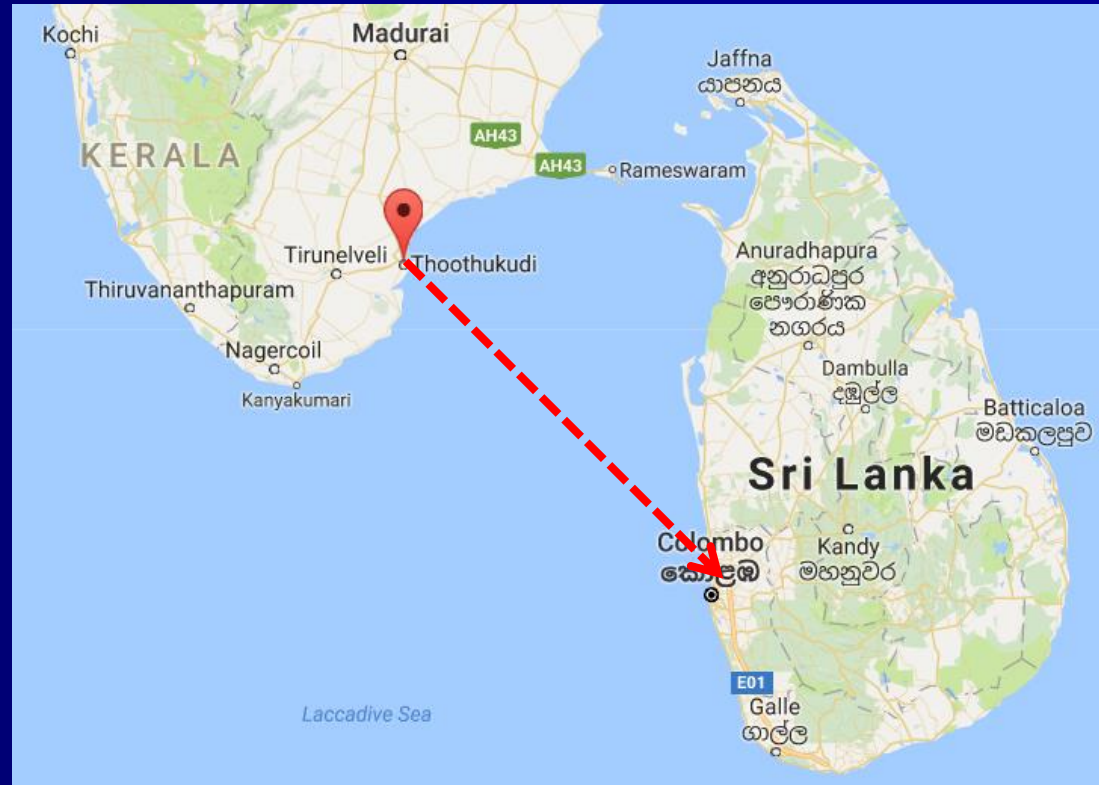 Kochi
Madurai
Jaffna
යාපනය
AH43
KERALA
AH43
Rameswaram
Tirunelveli
Thoothukudi
Anuradhapura
අනුරාධපුර
පෞරාණික
නගරය
Thiruvananthapuram
Nagercoil
Kanyakumari
Dambulla
දඹුල්ල
Batticaloa
මඩකලපුව
Sri Lanka
Colombo
කොළඹ
Kandy
මහනුවර
E01
Galle
ගාල්ල
Laccadive Sea